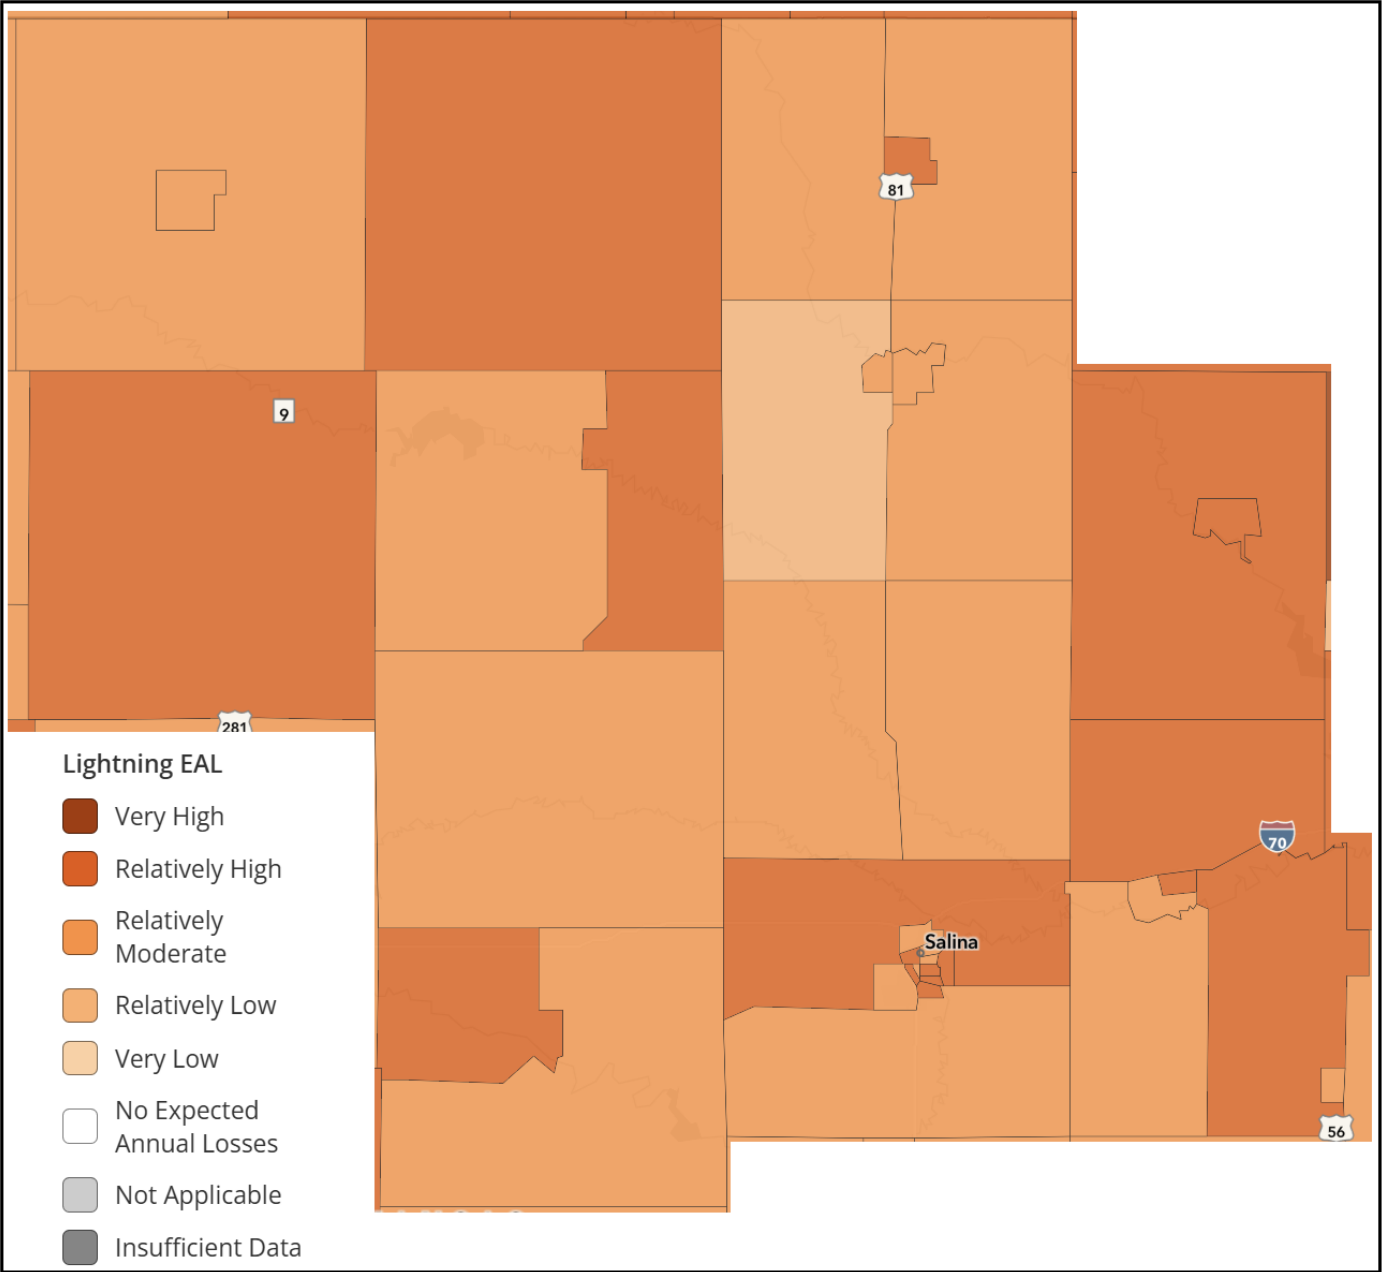 81
9
281
Lightning EAL
Very High
Relatively High
Relatively
Moderate
Relatively Low
Very Low
No Expected
Annual Losses
Not Applicable
Insufficient Data
70
Salina
56